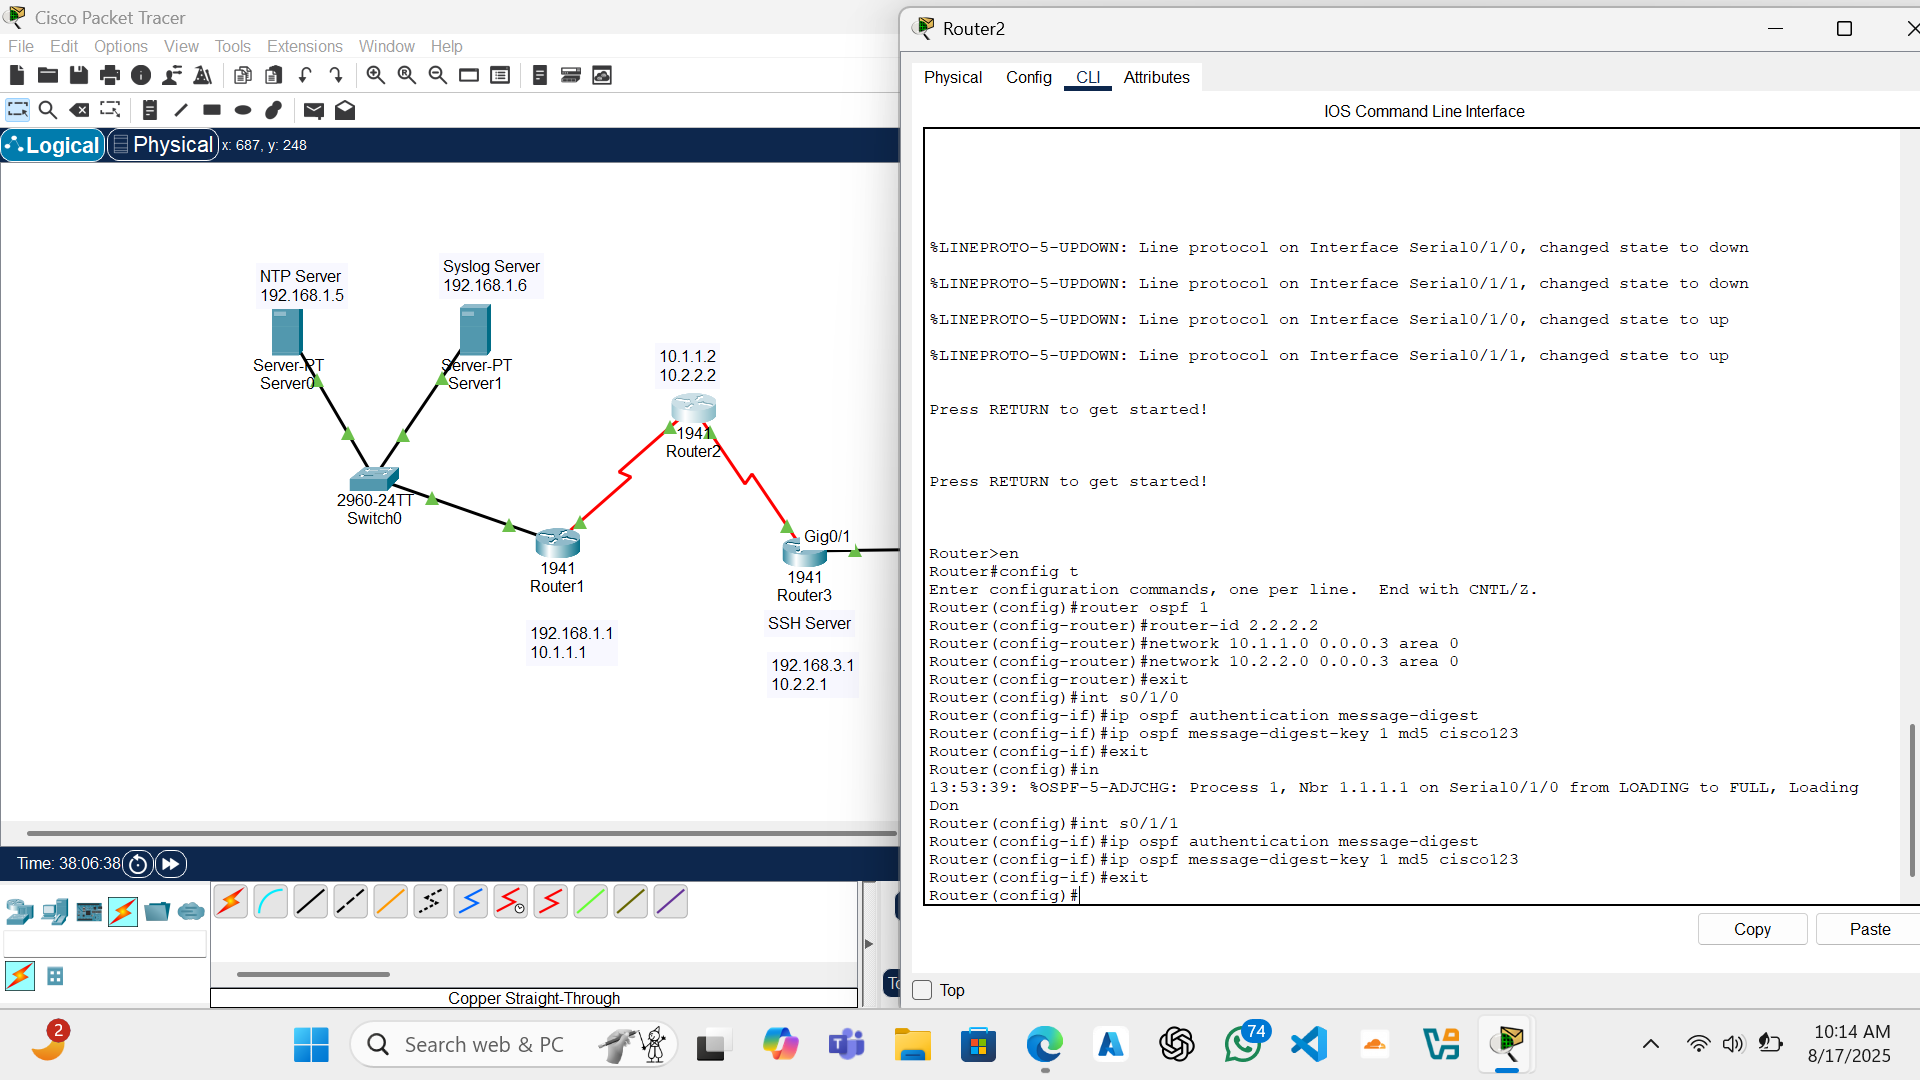 Cisco Packet Tracer
File Edit Options View Tools Extensions Window Help
Logical Physical x: 687, y: 248
NTP Server
192.168.1.5
Server-PT
Server0
Syslog Server
192.168.1.6
Server-PT
Server1
2960-24TT
Switch0
10.1.1.2
10.2.2.2
1941
Router2
1941
Router1
192.168.1.1
10.1.1.1
Gig0/1
1941
Router3
SSH Server
192.168.3.1
10.2.2.1
Time: 38:06:38
Copper Straight-Through
Router2
Physical Config CLI Attributes
IOS Command Line Interface
%LINEPROTO-5-UPDOWN: Line protocol on Interface Serial0/1/0, changed state to down
%LINEPROTO-5-UPDOWN: Line protocol on Interface Serial0/1/1, changed state to down
%LINEPROTO-5-UPDOWN: Line protocol on Interface Serial0/1/0, changed state to up
%LINEPROTO-5-UPDOWN: Line protocol on Interface Serial0/1/1, changed state to up
Press RETURN to get started!
Press RETURN to get started!
Router>en
Router#config t
Enter configuration commands, one per line.  End with CNTL/Z.
Router(config)#router ospf 1
Router(config-router)#router-id 2.2.2.2
Router(config-router)#network 10.1.1.0 0.0.0.3 area 0
Router(config-router)#network 10.2.2.0 0.0.0.3 area 0
Router(config-router)#exit
Router(config)#int s0/1/0
Router(config-if)#ip ospf authentication message-digest
Router(config-if)#ip ospf message-digest-key 1 md5 cisco123
Router(config-if)#exit
Router(config)#in
13:53:39: %OSPF-5-ADJCHG: Process 1, Nbr 1.1.1.1 on Serial0/1/0 from LOADING to FULL, Loading
Don
Router(config)#int s0/1/1
Router(config-if)#ip ospf authentication message-digest
Router(config-if)#ip ospf message-digest-key 1 md5 cisco123
Router(config-if)#exit
Router(config)#
Copy Paste
Top
2
Search web & PC
74
10:14 AM
8/17/2025